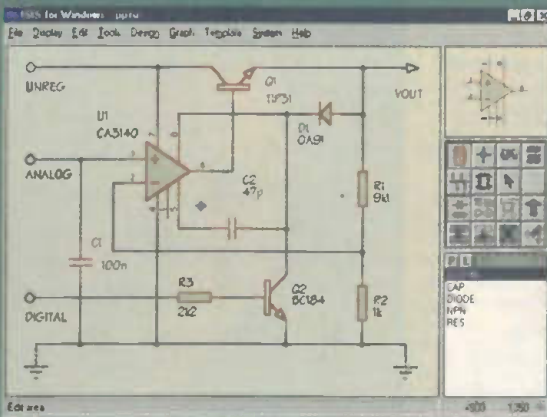 ISIS for Windows
File Display Edit Tools Design Graph Template System Help
UNREG
Q1
TIP31
VOUT
U1
CA3140
D1
OA91
ANALOG
C2
47p
R1
9k1
C1
100n
R3
2k2
Q2
BC184
R2
1k
DIGITAL
P L
CAP
DIODE
NPN
RES
Edit area